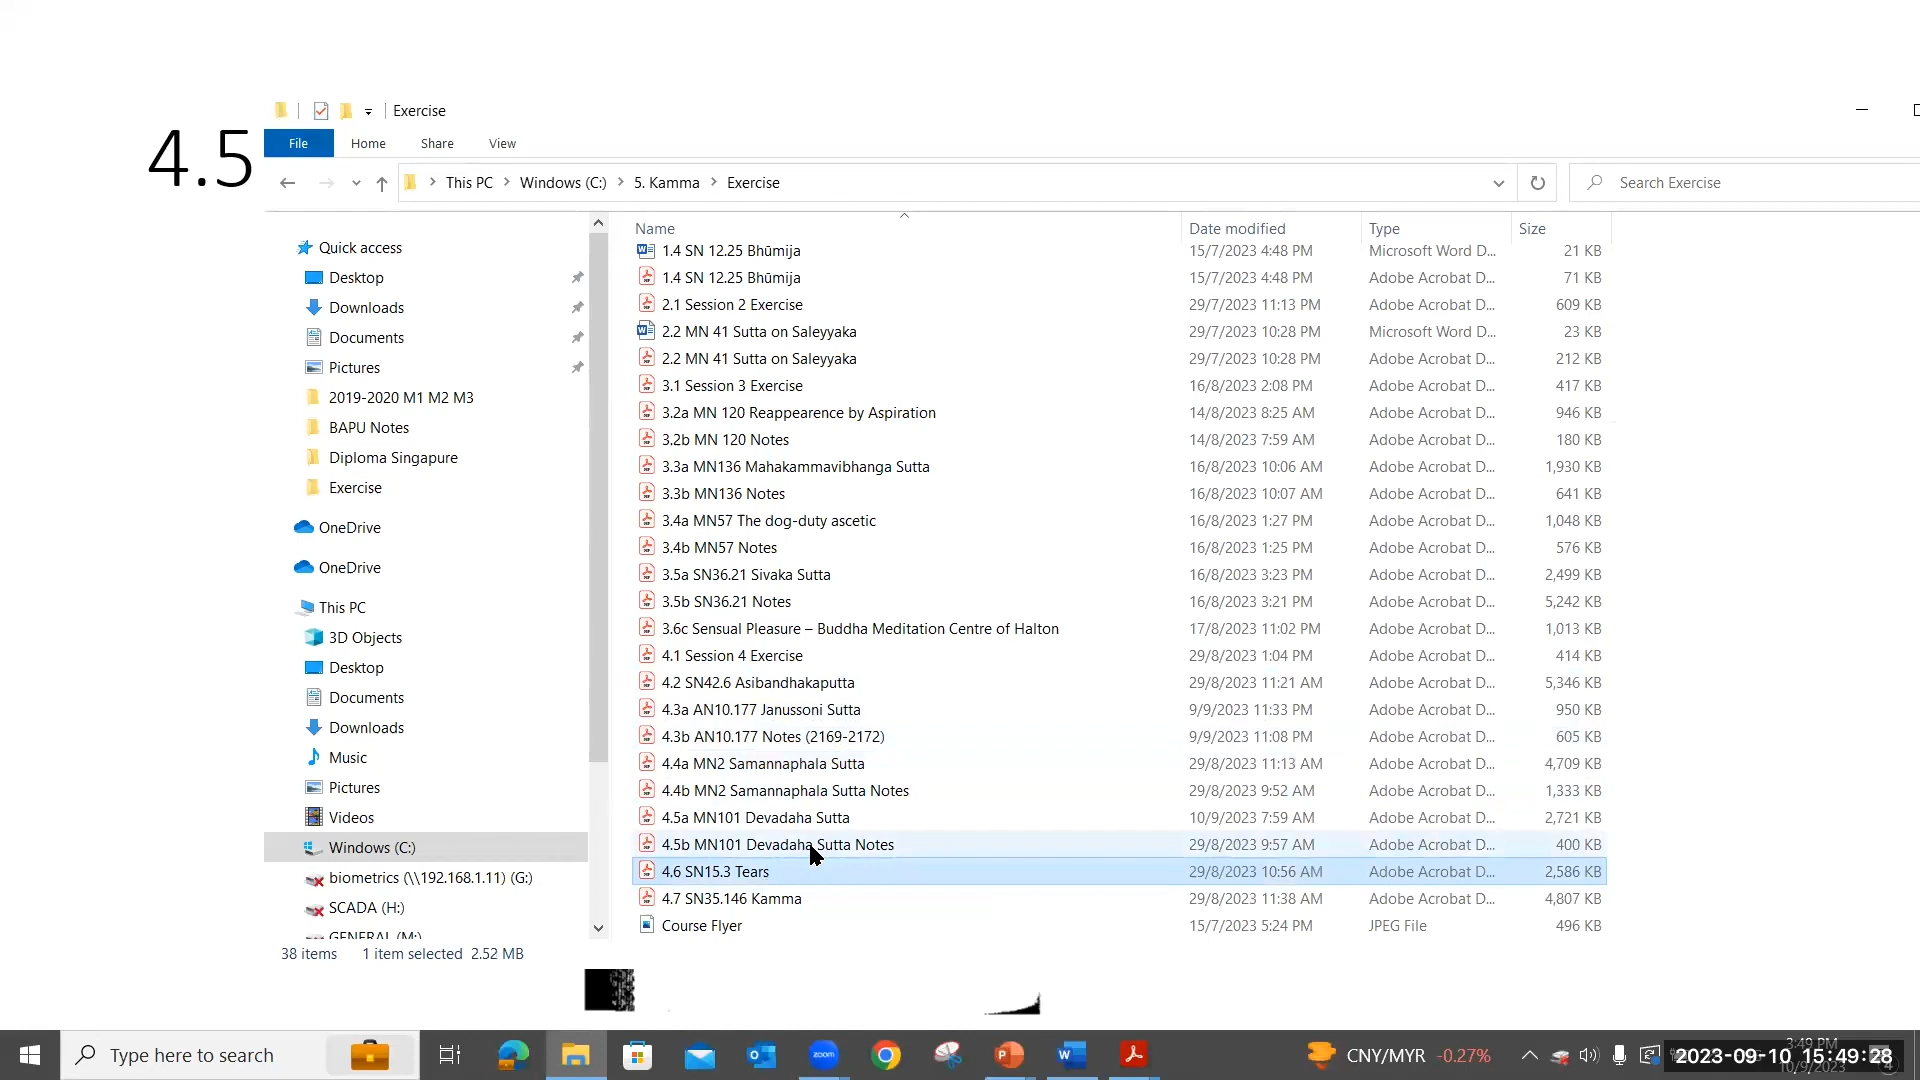 Exercise
4.5
File Home Share View
This PC Windows (C:) 5. Kamma Exercise
Search Exercise
Name Date modified Type Size
Quick access
Desktop
Downloads
Documents
Pictures
2019-2020 M1 M2 M3
BAPU Notes
Diploma Singapure
Exercise
OneDrive
OneDrive
This PC
3D Objects
Desktop
Documents
Downloads
Music
Pictures
Videos
Windows (C:)
biometrics (\\192.168.1.11) (G:)
SCADA (H:)
GENERAL (M:)
1.4 SN 12.25 Bhūmija 15/7/2023 4:48 PM Microsoft Word D... 21 KB
1.4 SN 12.25 Bhūmija 15/7/2023 4:48 PM Adobe Acrobat D... 71 KB
2.1 Session 2 Exercise 29/7/2023 11:13 PM Adobe Acrobat D... 609 KB
2.2 MN 41 Sutta on Saleyyaka 29/7/2023 10:28 PM Microsoft Word D... 23 KB
2.2 MN 41 Sutta on Saleyyaka 29/7/2023 10:28 PM Adobe Acrobat D... 212 KB
3.1 Session 3 Exercise 16/8/2023 2:08 PM Adobe Acrobat D... 417 KB
3.2a MN 120 Reappearence by Aspiration 14/8/2023 8:25 AM Adobe Acrobat D... 946 KB
3.2b MN 120 Notes 14/8/2023 7:59 AM Adobe Acrobat D... 180 KB
3.3a MN136 Mahakammavibhanga Sutta 16/8/2023 10:06 AM Adobe Acrobat D... 1,930 KB
3.3b MN136 Notes 16/8/2023 10:07 AM Adobe Acrobat D... 641 KB
3.4a MN57 The dog-duty ascetic 16/8/2023 1:27 PM Adobe Acrobat D... 1,048 KB
3.4b MN57 Notes 16/8/2023 1:25 PM Adobe Acrobat D... 576 KB
3.5a SN36.21 Sivaka Sutta 16/8/2023 3:23 PM Adobe Acrobat D... 2,499 KB
3.5b SN36.21 Notes 16/8/2023 3:21 PM Adobe Acrobat D... 5,242 KB
3.6c Sensual Pleasure – Buddha Meditation Centre of Halton 17/8/2023 11:02 PM Adobe Acrobat D... 1,013 KB
4.1 Session 4 Exercise 29/8/2023 1:04 PM Adobe Acrobat D... 414 KB
4.2 SN42.6 Asibandhakaputta 29/8/2023 11:21 AM Adobe Acrobat D... 5,346 KB
4.3a AN10.177 Janussoni Sutta 9/9/2023 11:33 PM Adobe Acrobat D... 950 KB
4.3b AN10.177 Notes (2169-2172) 9/9/2023 11:08 PM Adobe Acrobat D... 605 KB
4.4a MN2 Samannaphala Sutta 29/8/2023 11:13 AM Adobe Acrobat D... 4,709 KB
4.4b MN2 Samannaphala Sutta Notes 29/8/2023 9:52 AM Adobe Acrobat D... 1,333 KB
4.5a MN101 Devadaha Sutta 10/9/2023 7:59 AM Adobe Acrobat D... 2,721 KB
4.5b MN101 Devadaha Sutta Notes 29/8/2023 9:57 AM Adobe Acrobat D... 400 KB
4.6 SN15.3 Tears 29/8/2023 10:56 AM Adobe Acrobat D... 2,586 KB
4.7 SN35.146 Kamma 29/8/2023 11:38 AM Adobe Acrobat D... 4,807 KB
Course Flyer 15/7/2023 5:24 PM JPEG File 496 KB
38 items 1 item selected 2.52 MB
Type here to search
zoom
CNY/MYR -0.27%
3:49 PM
2023-09-10 15:49:28
10/9/2023
4